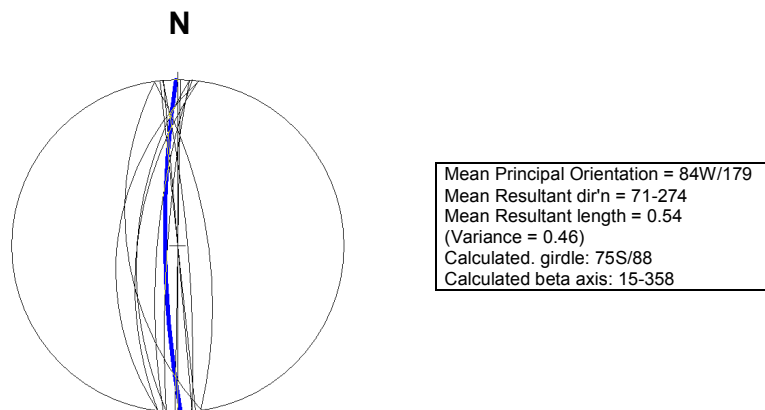 N
Mean Principal Orientation = 84W/179
Mean Resultant dir'n = 71-274
Mean Resultant length = 0.54
(Variance = 0.46)
Calculated. girdle: 75S/88
Calculated beta axis: 15-358